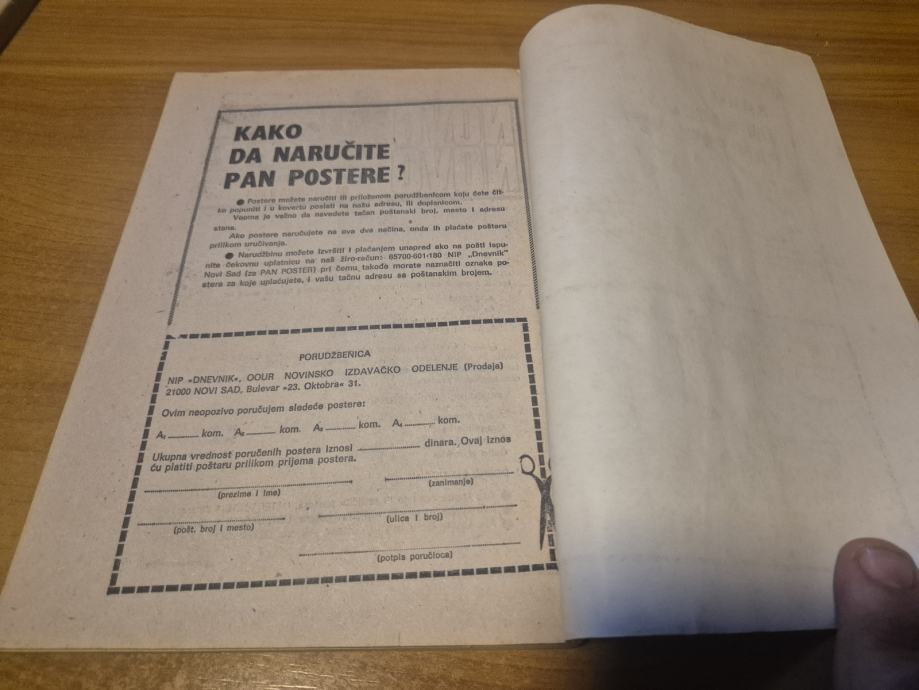 KAKO
DA NARUČITE
PAN POSTERE?
● Postere možete naručiti ili priloženom porudžbenicom koju ćete čit-
ko popuniti i u kovertu poslati na našu adresu, ili dopisnicom.
Veoma je važno da navedete tačan poštanski broj, mesto i adresu
stana.
Ako postere naručujete na ova dva načina, onda ih plaćate pošaru
prilikom uručivanja.
● Narudžbinu možete izvršiti i plaćanjem unapred ako na pošti ispu-
nite čekovnu uplatnicu na naš žiro-račun: 65700-601-180 NIP „Dnevnik"
Novi Sad (za PAN POSTER) pri čemu takođe morate naznačiti oznake po-
stera za koje uplaćujete, i vašu tačnu adresu sa poštanskim brojem.
PORUDŽBENICA
NIP »DNEVNIK«, OOUR NOVINSKO IZDAVAČKO ODELENJE (Prodaja)
21000 NOVI SAD, Bulevar »23. Oktobra« 31.
Ovim neopozivo poručujem sledeće postere:
A₁ kom. A₂ kom. A₃ kom. A₄ kom.
Ukupna vrednost poručenih postera iznosi dinara. Ovaj iznos
ću platiti poštaru prilikom prijema postera.
(prezime i ime) (zanimanje)
(pošt. broj i mesto) (ulica i broj)
(potpis poručioca)